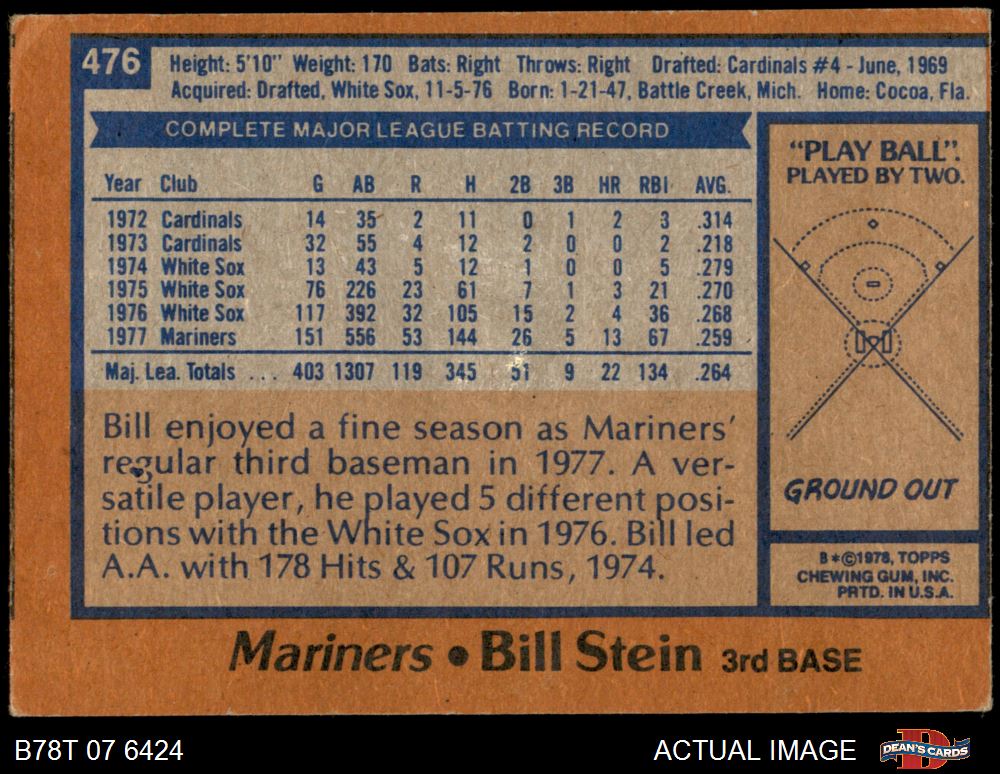 476
Height: 5'10" Weight: 170 Bats: Right Throws: Right Drafted: Cardinals #4 - June, 1969
Acquired: Drafted, White Sox, 11-5-76 Born: 1-21-47, Battle Creek, Mich. Home: Cocoa, Fla.
COMPLETE MAJOR LEAGUE BATTING RECORD
Year Club G AB R H 2B 3B HR RBI AVG.
1972 Cardinals 14 35 2 11 0 1 2 3 .314
1973 Cardinals 32 55 4 12 2 0 0 2 .218
1974 White Sox 13 43 5 12 1 0 0 5 .279
1975 White Sox 76 226 23 61 7 1 3 21 .270
1976 White Sox 117 392 32 105 15 2 4 36 .268
1977 Mariners 151 556 53 144 26 5 13 67 .259
Maj. Lea. Totals ... 403 1307 119 345 51 9 22 134 .264
Bill enjoyed a fine season as Mariners'
regular third baseman in 1977. A ver-
satile player, he played 5 different posi-
tions with the White Sox in 1976. Bill led
A.A. with 178 Hits & 107 Runs, 1974.
"PLAY BALL".
PLAYED BY TWO.
GROUND OUT
B*©1978, TOPPS
CHEWING GUM, INC.
PRTD. IN U.S.A.
Mariners • Bill Stein 3rd BASE
B78T 07 6424
ACTUAL IMAGE
DEAN'S CARDS